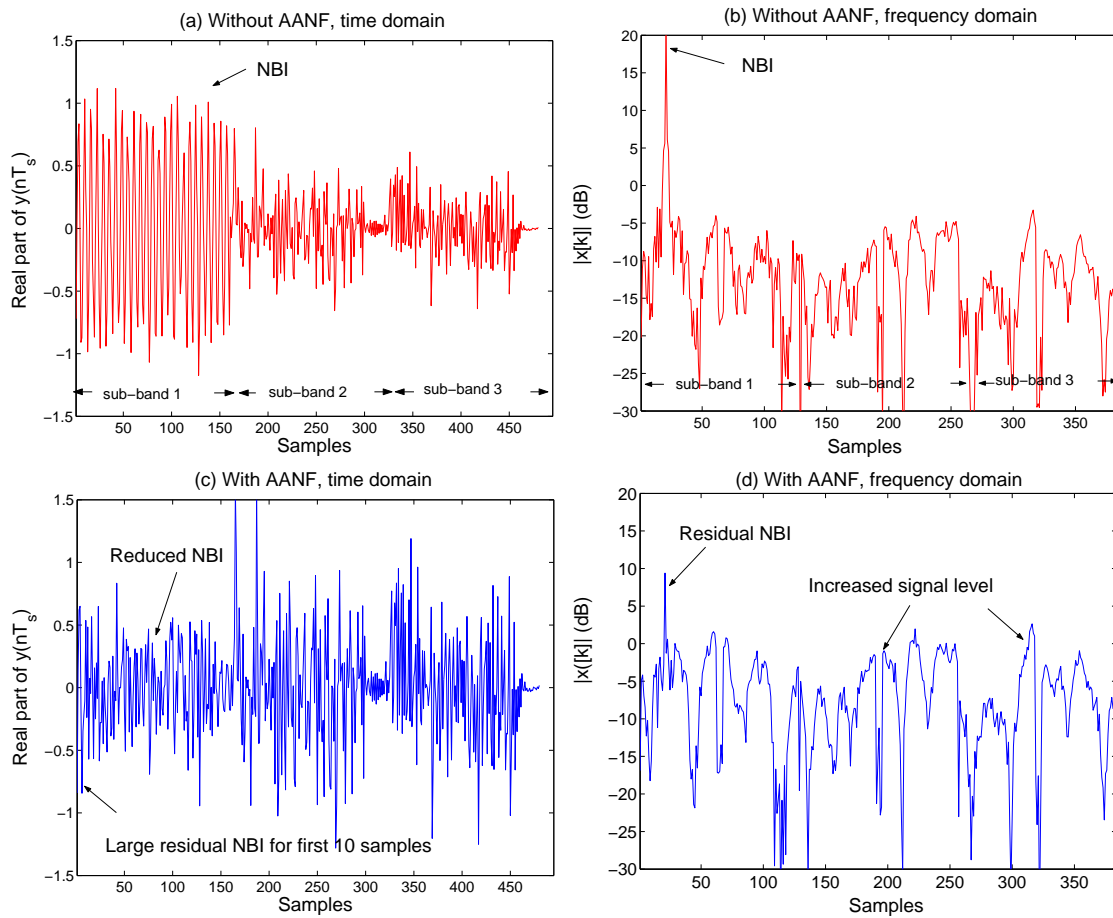 (a) Without AANF, time domain
1.5
1
0.5
0
−0.5
−1
−1.5
Real part of y(nT_s)
NBI
sub−band 1
sub−band 2
sub−band 3
50 100 150 200 250 300 350 400 450
Samples
(b) Without AANF, frequency domain
20
15
10
5
0
−5
−10
−15
−20
−25
−30
|x[k]| (dB)
NBI
sub−band 1
sub−band 2
sub−band 3
50 100 150 200 250 300 350
Samples
(c) With AANF, time domain
1.5
1
0.5
0
−0.5
−1
−1.5
Real part of y(nT_s)
Reduced NBI
Large residual NBI for first 10 samples
50 100 150 200 250 300 350 400 450
Samples
(d) With AANF, frequency domain
20
15
10
5
0
−5
−10
−15
−20
−25
−30
|x([k]| (dB)
Residual NBI
Increased signal level
50 100 150 200 250 300 350
Samples